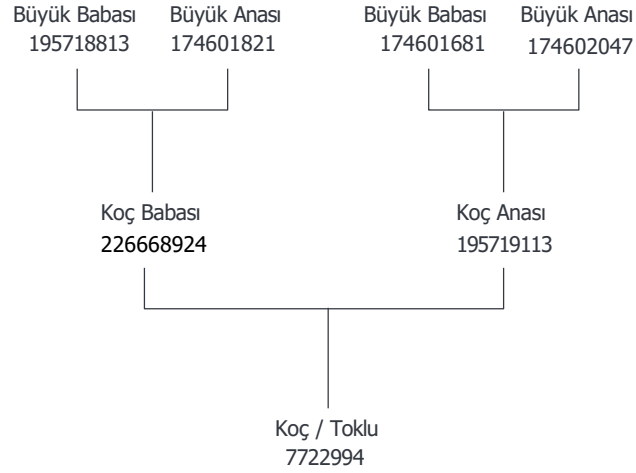 Büyük Babası
195718813
Büyük Anası
174601821
Büyük Babası
174601681
Büyük Anası
174602047
Koç Babası
226668924
Koç Anası
195719113
Koç / Toklu
7722994